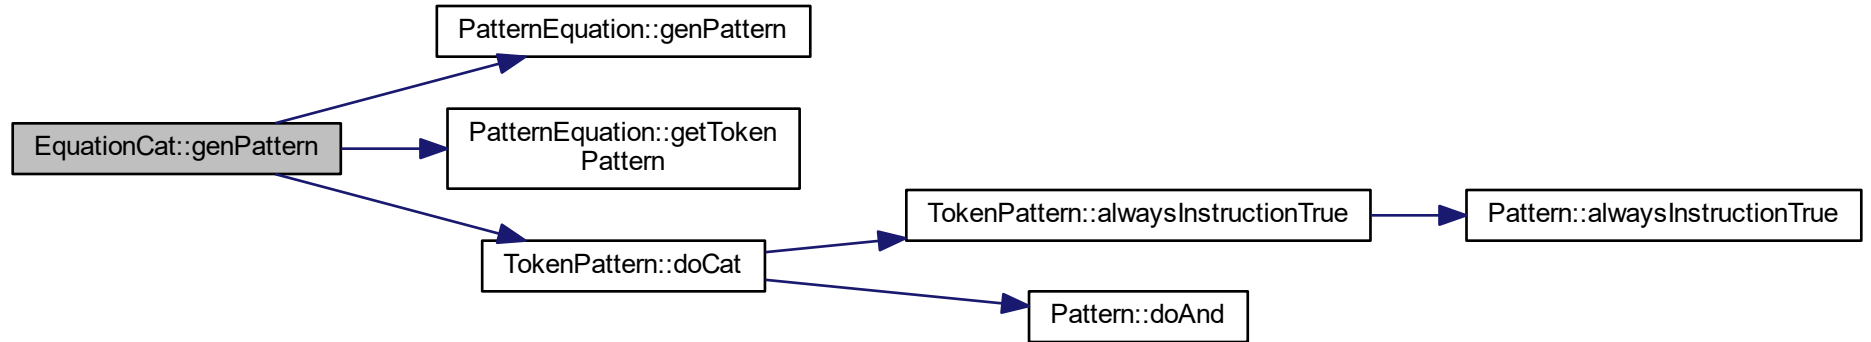 PatternEquation::genPattern
EquationCat::genPattern
PatternEquation::getToken
Pattern
TokenPattern::alwaysInstructionTrue
Pattern::alwaysInstructionTrue
TokenPattern::doCat
Pattern::doAnd